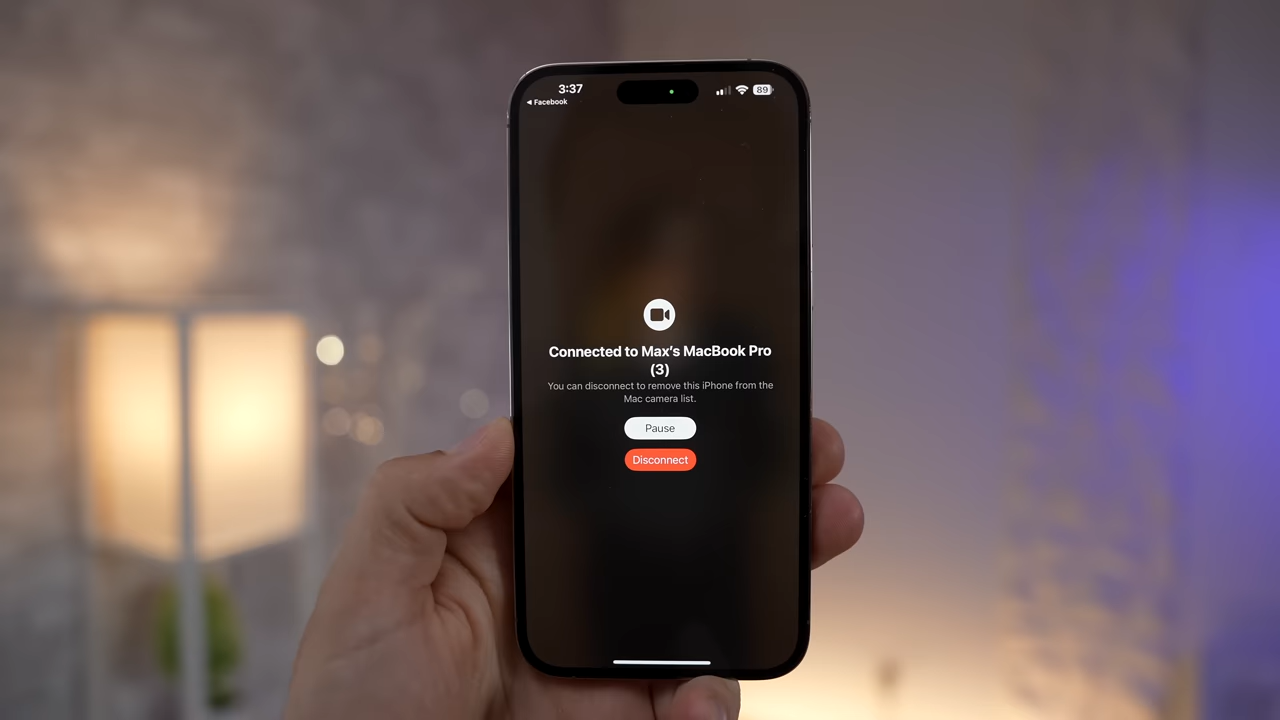 3:37
89
◀ Facebook
Connected to Max's MacBook Pro
(3)
You can disconnect to remove this iPhone from the
Mac camera list.
Pause
Disconnect